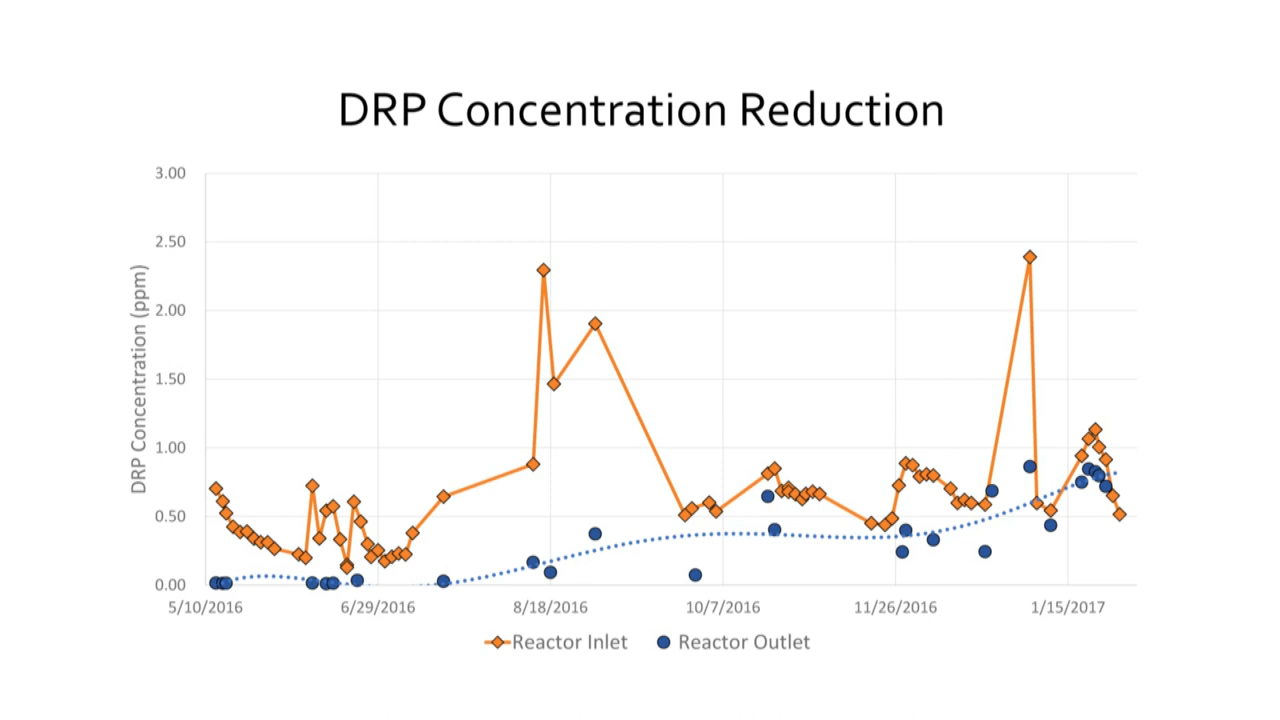 DRP Concentration Reduction
3.00
2.50
2.00
1.50
1.00
0.50
0.00
DRP Concentration (ppm)
5/10/2016 6/29/2016 8/18/2016 10/7/2016 11/26/2016 1/15/2017
Reactor Inlet Reactor Outlet